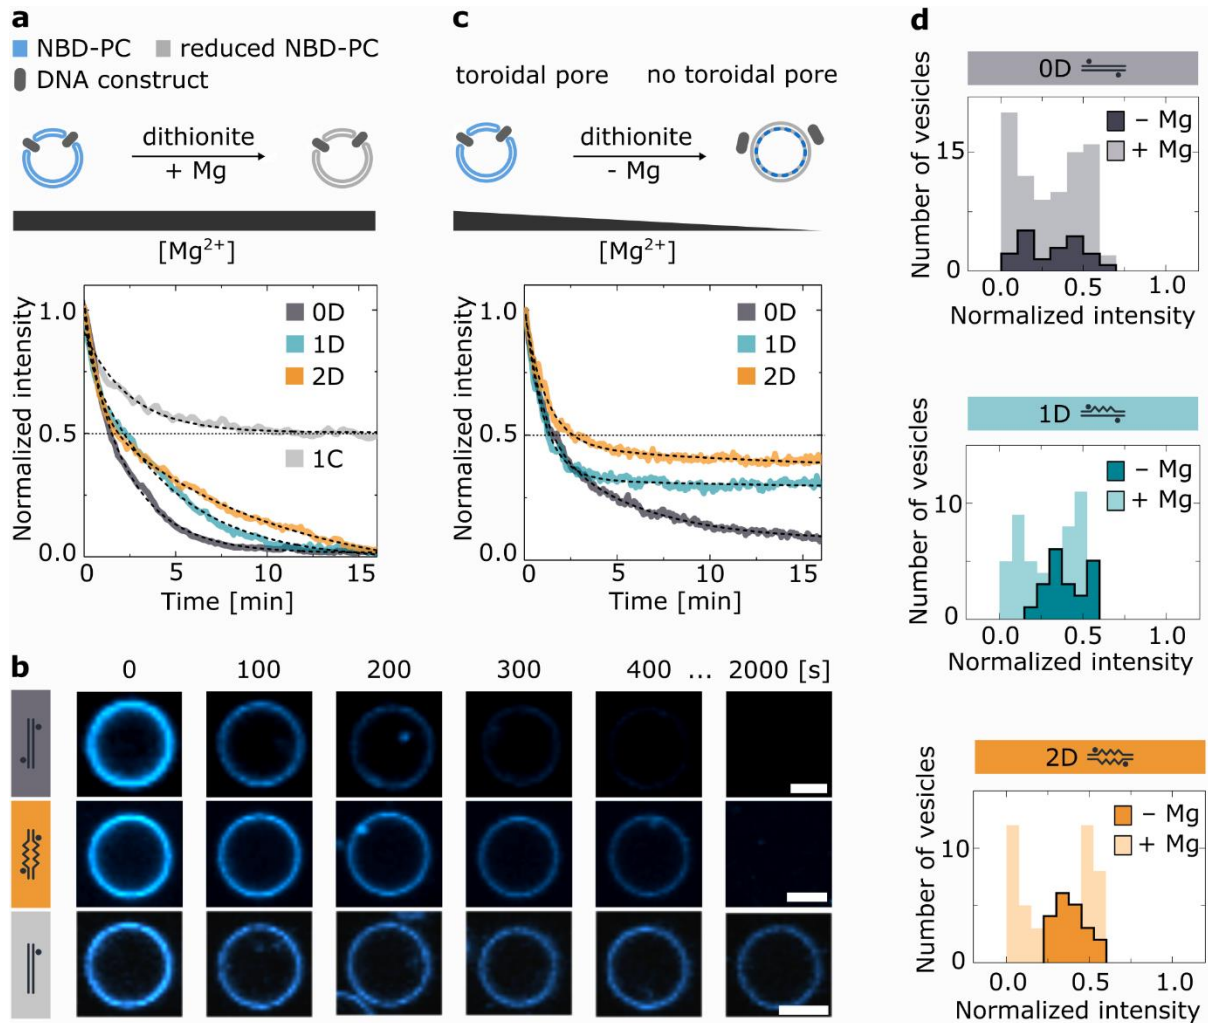 a
NBD-PC reduced NBD-PC
DNA construct
dithionite
+ Mg
[Mg²⁺]
Normalized intensity
1.0
0.5
0.0
0D
1D
2D
1C
0 5 10 15
Time [min]
c
toroidal pore no toroidal pore
dithionite
- Mg
[Mg²⁺]
Normalized intensity
1.0
0.5
0.0
0D
1D
2D
0 5 10 15
Time [min]
b
0 100 200 300 400 ... 2000 [s]
d
0D
Number of vesicles
15
0
– Mg
+ Mg
0.0 0.5 1.0
Normalized intensity
1D
Number of vesicles
10
0
– Mg
+ Mg
0.0 0.5 1.0
Normalized intensity
2D
Number of vesicles
10
0
– Mg
+ Mg
0.0 0.5 1.0
Normalized intensity